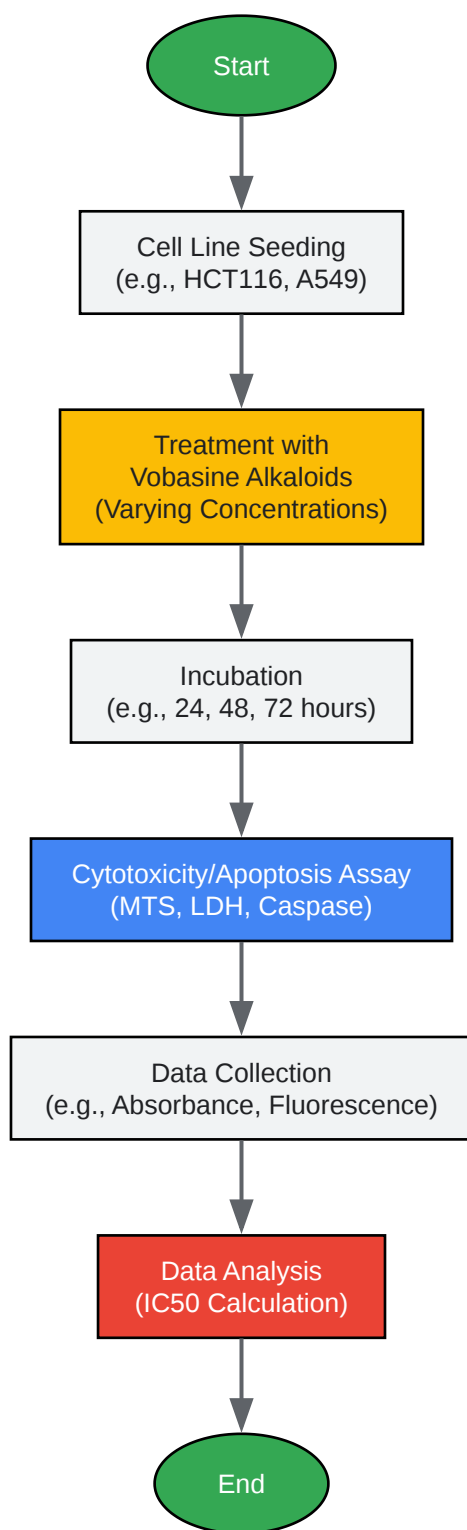 Start
Cell Line Seeding
(e.g., HCT116, A549)
Treatment with
Vobasine Alkaloids
(Varying Concentrations)
Incubation
(e.g., 24, 48, 72 hours)
Cytotoxicity/Apoptosis Assay
(MTS, LDH, Caspase)
Data Collection
(e.g., Absorbance, Fluorescence)
Data Analysis
(IC50 Calculation)
End